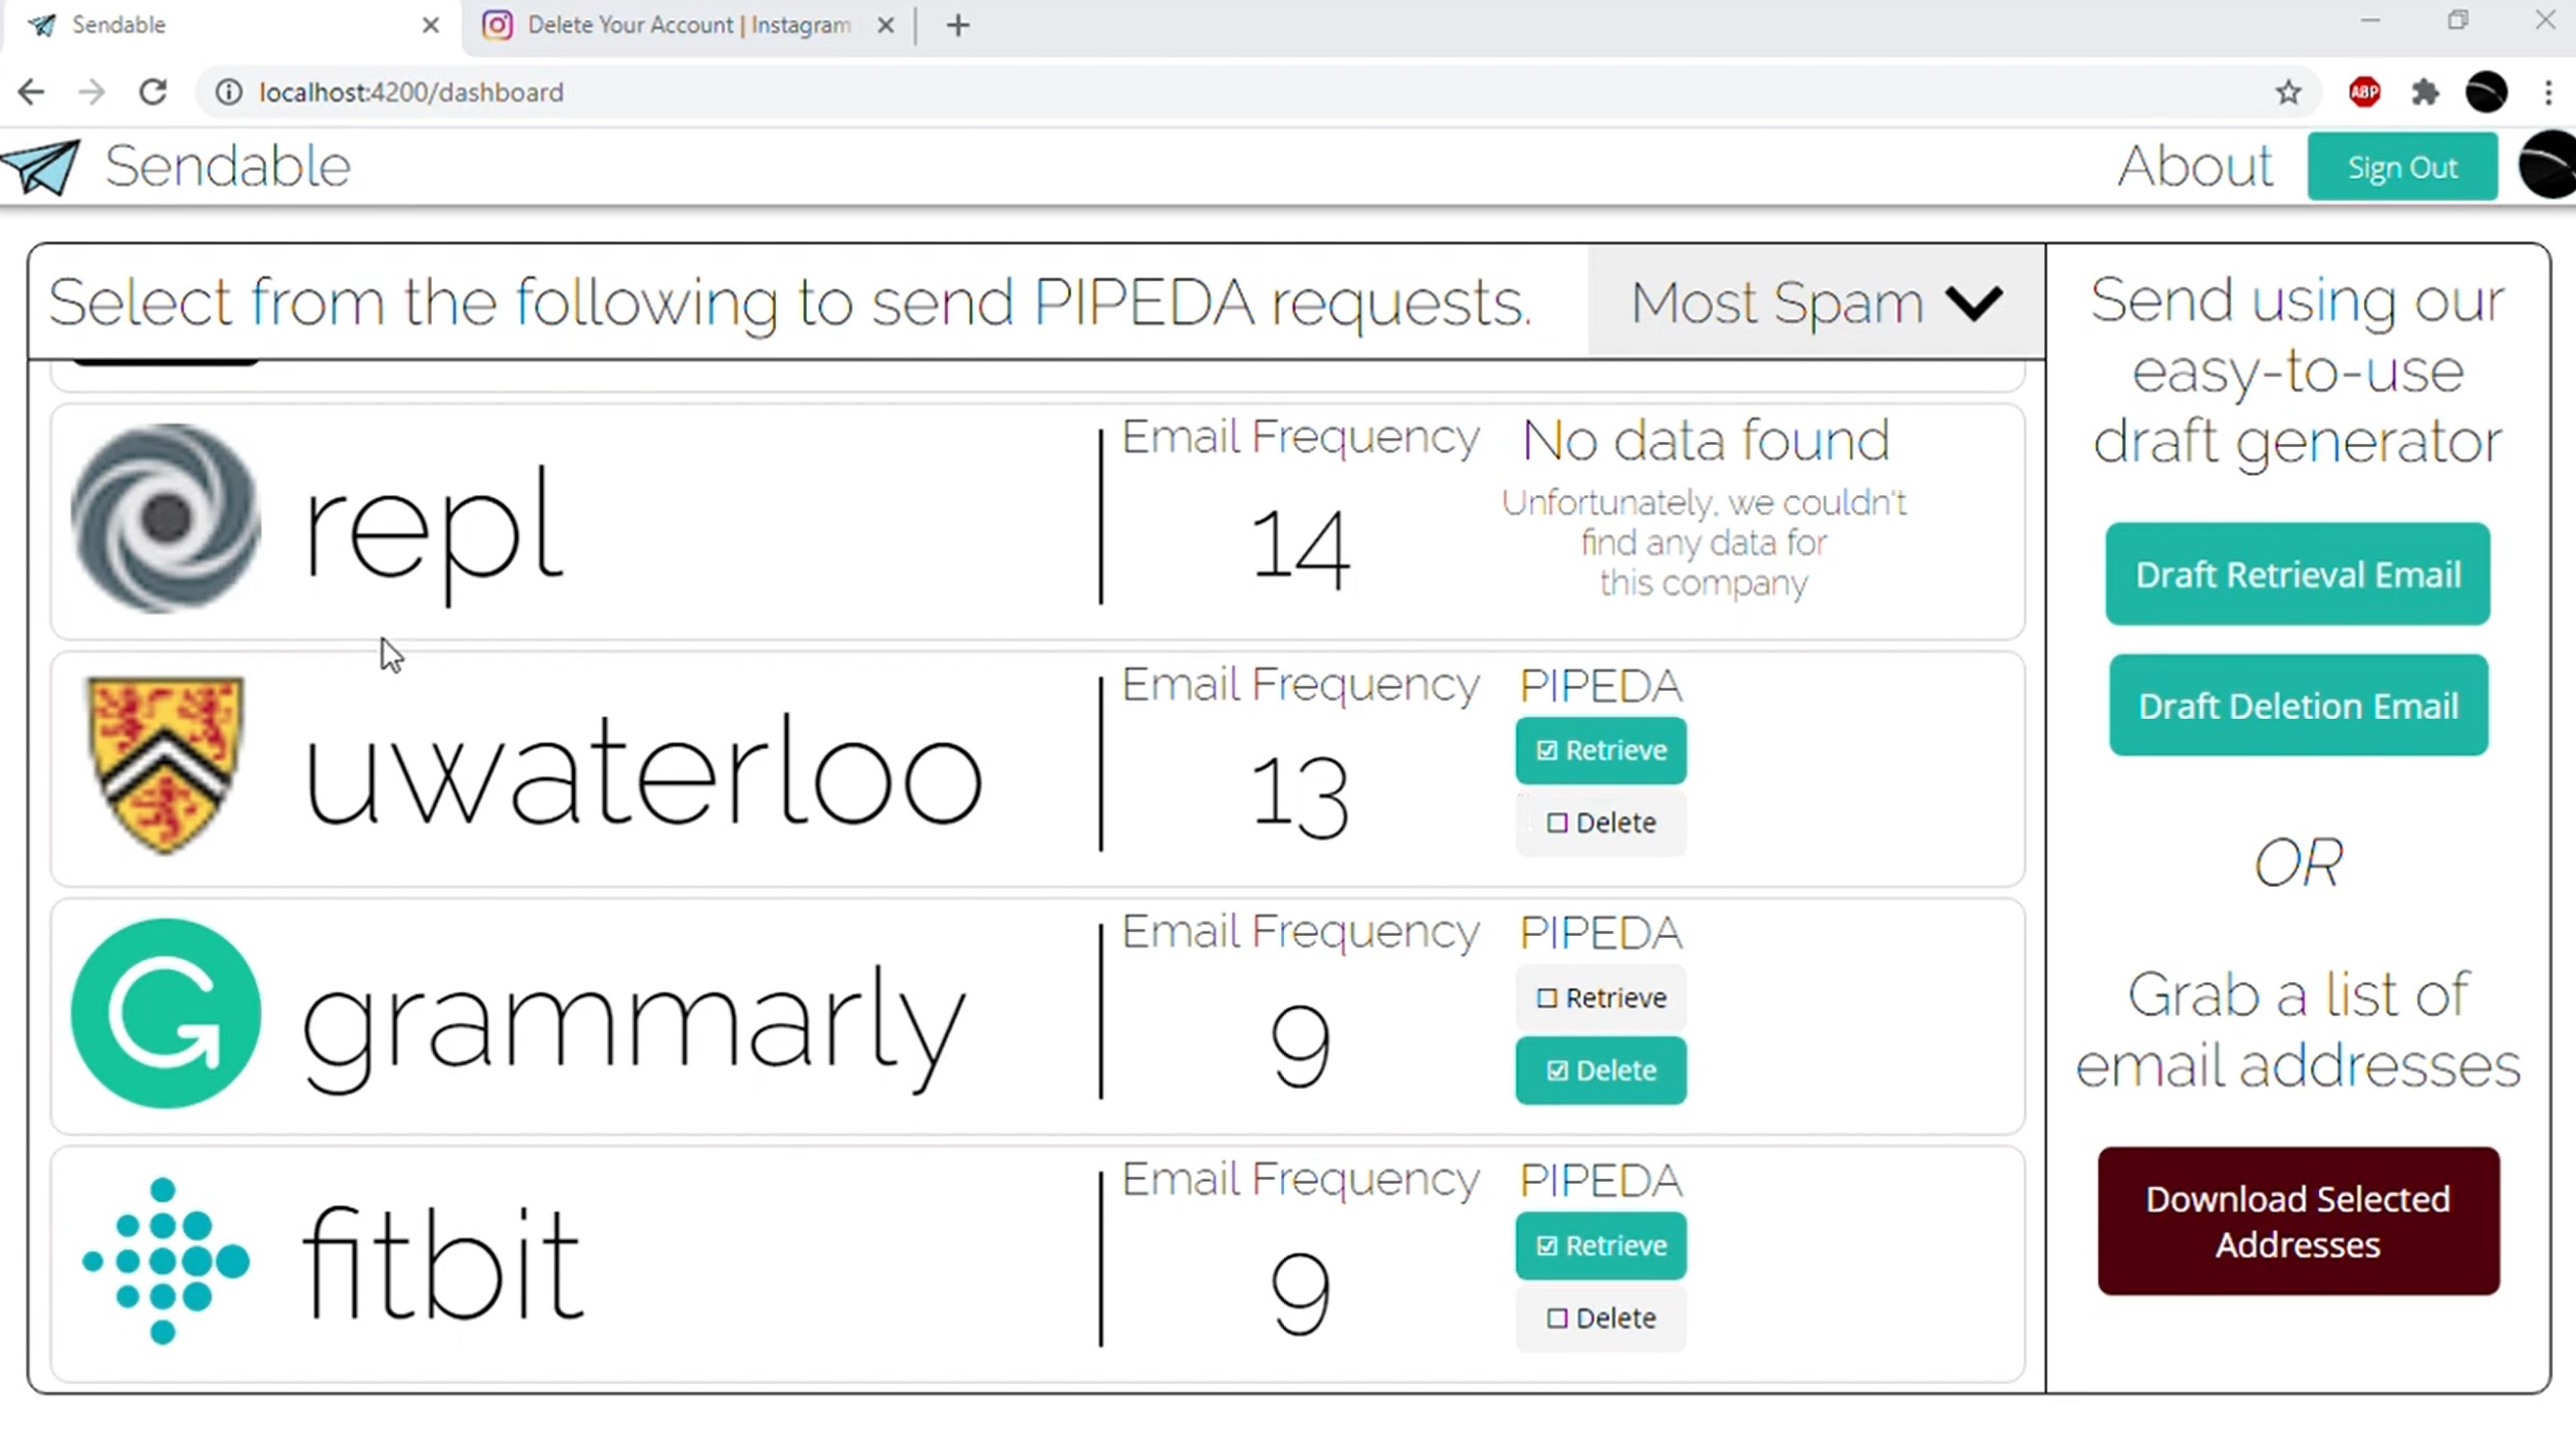 Sendable
Delete Your Account | Instagram
localhost:4200/dashboard
ABP
Sendable
About
Sign Out
Select from the following to send PIPEDA requests.
Most Spam
repl
Email Frequency
14
No data found
Unfortunately, we couldn't
find any data for
this company
uwaterloo
Email Frequency
13
PIPEDA
Retrieve
Delete
grammarly
Email Frequency
9
PIPEDA
Retrieve
Delete
fitbit
Email Frequency
9
PIPEDA
Retrieve
Delete
Send using our
easy-to-use
draft generator
Draft Retrieval Email
Draft Deletion Email
OR
Grab a list of
email addresses
Download Selected
Addresses